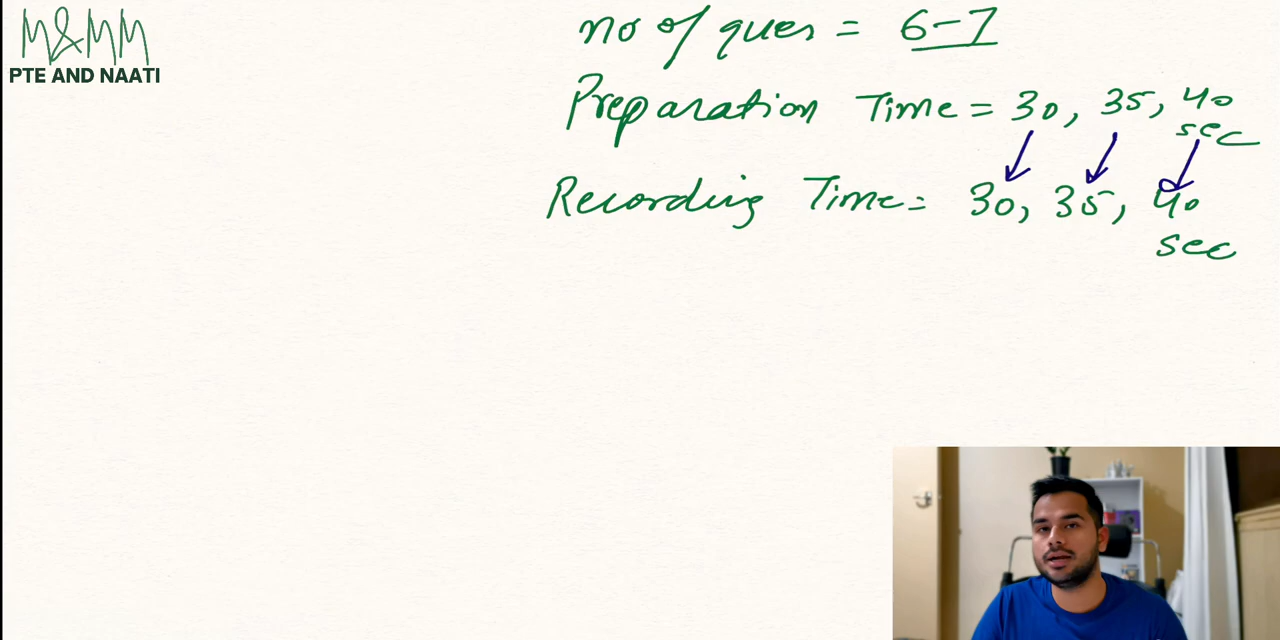 M&MM
PTE AND NAATI
no of ques = 6-7
Preparation Time = 30, 35, 40
sec
Recording Time = 30, 35, 40
sec